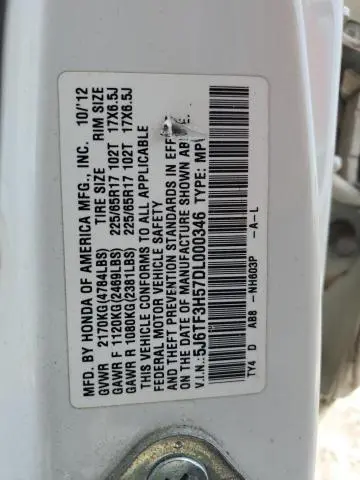 MFD. BY HONDA OF AMERICA MFG., INC. 10/'12
GVWR 2170KG(4784LBS) TIRE SIZE RIM SIZE
GAWR F 1120KG(2469LBS) 225/65R17 102T 17X6.5J
GAWR R 1080KG(2381LBS) 225/65R17 102T 17X6.5J
THIS VEHICLE CONFORMS TO ALL APPLICABLE
FEDERAL MOTOR VEHICLE SAFETY
AND THEFT PREVENTION STANDARDS IN EFF
ON THE DATE OF MANUFACTURE SHOWN AB
V.I.N.: 5J6TF3H57DL000346 TYPE: MP
TY4 D AB8 -NH603P -A-L